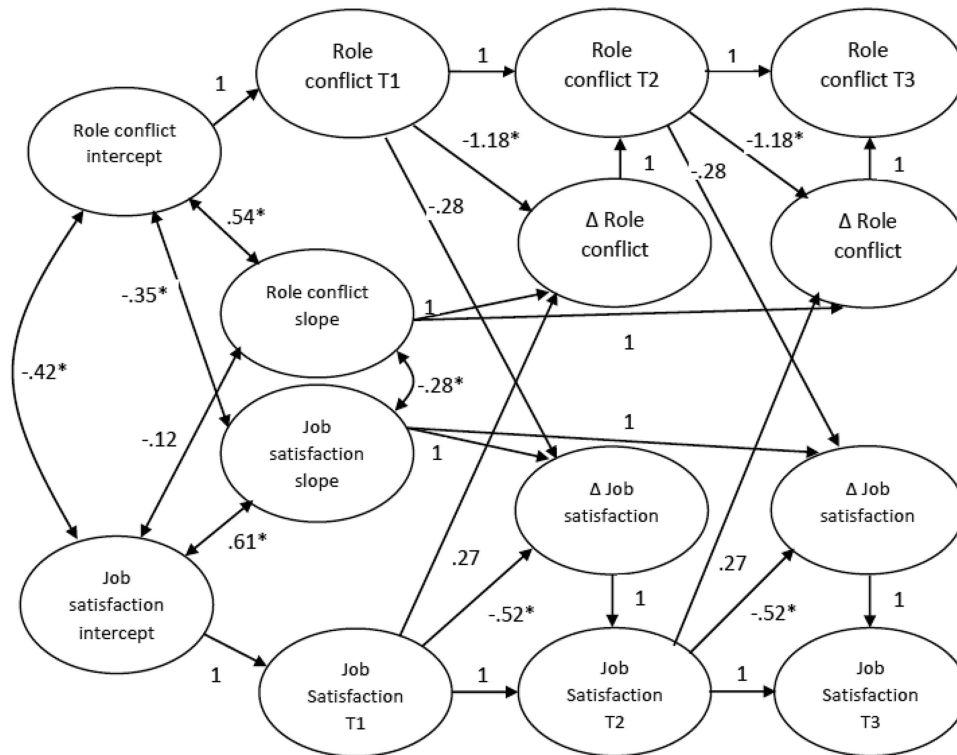 Role
conflict T1
1
Role
conflict T2
1
Role
conflict T3
1
Role conflict
intercept
-1.18*
1
-1.18*
1
-.28
-.28
Δ Role
conflict
Δ Role
conflict
.54*
-.35*
Role conflict
slope
1
1
-.42*
-.28*
-.12
Job
satisfaction
slope
1
1
Δ Job
satisfaction
Δ Job
satisfaction
.61*
.27
.27
Job
satisfaction
intercept
-.52*
1
-.52*
1
1
Job
Satisfaction
T1
1
Job
Satisfaction
T2
1
Job
Satisfaction
T3